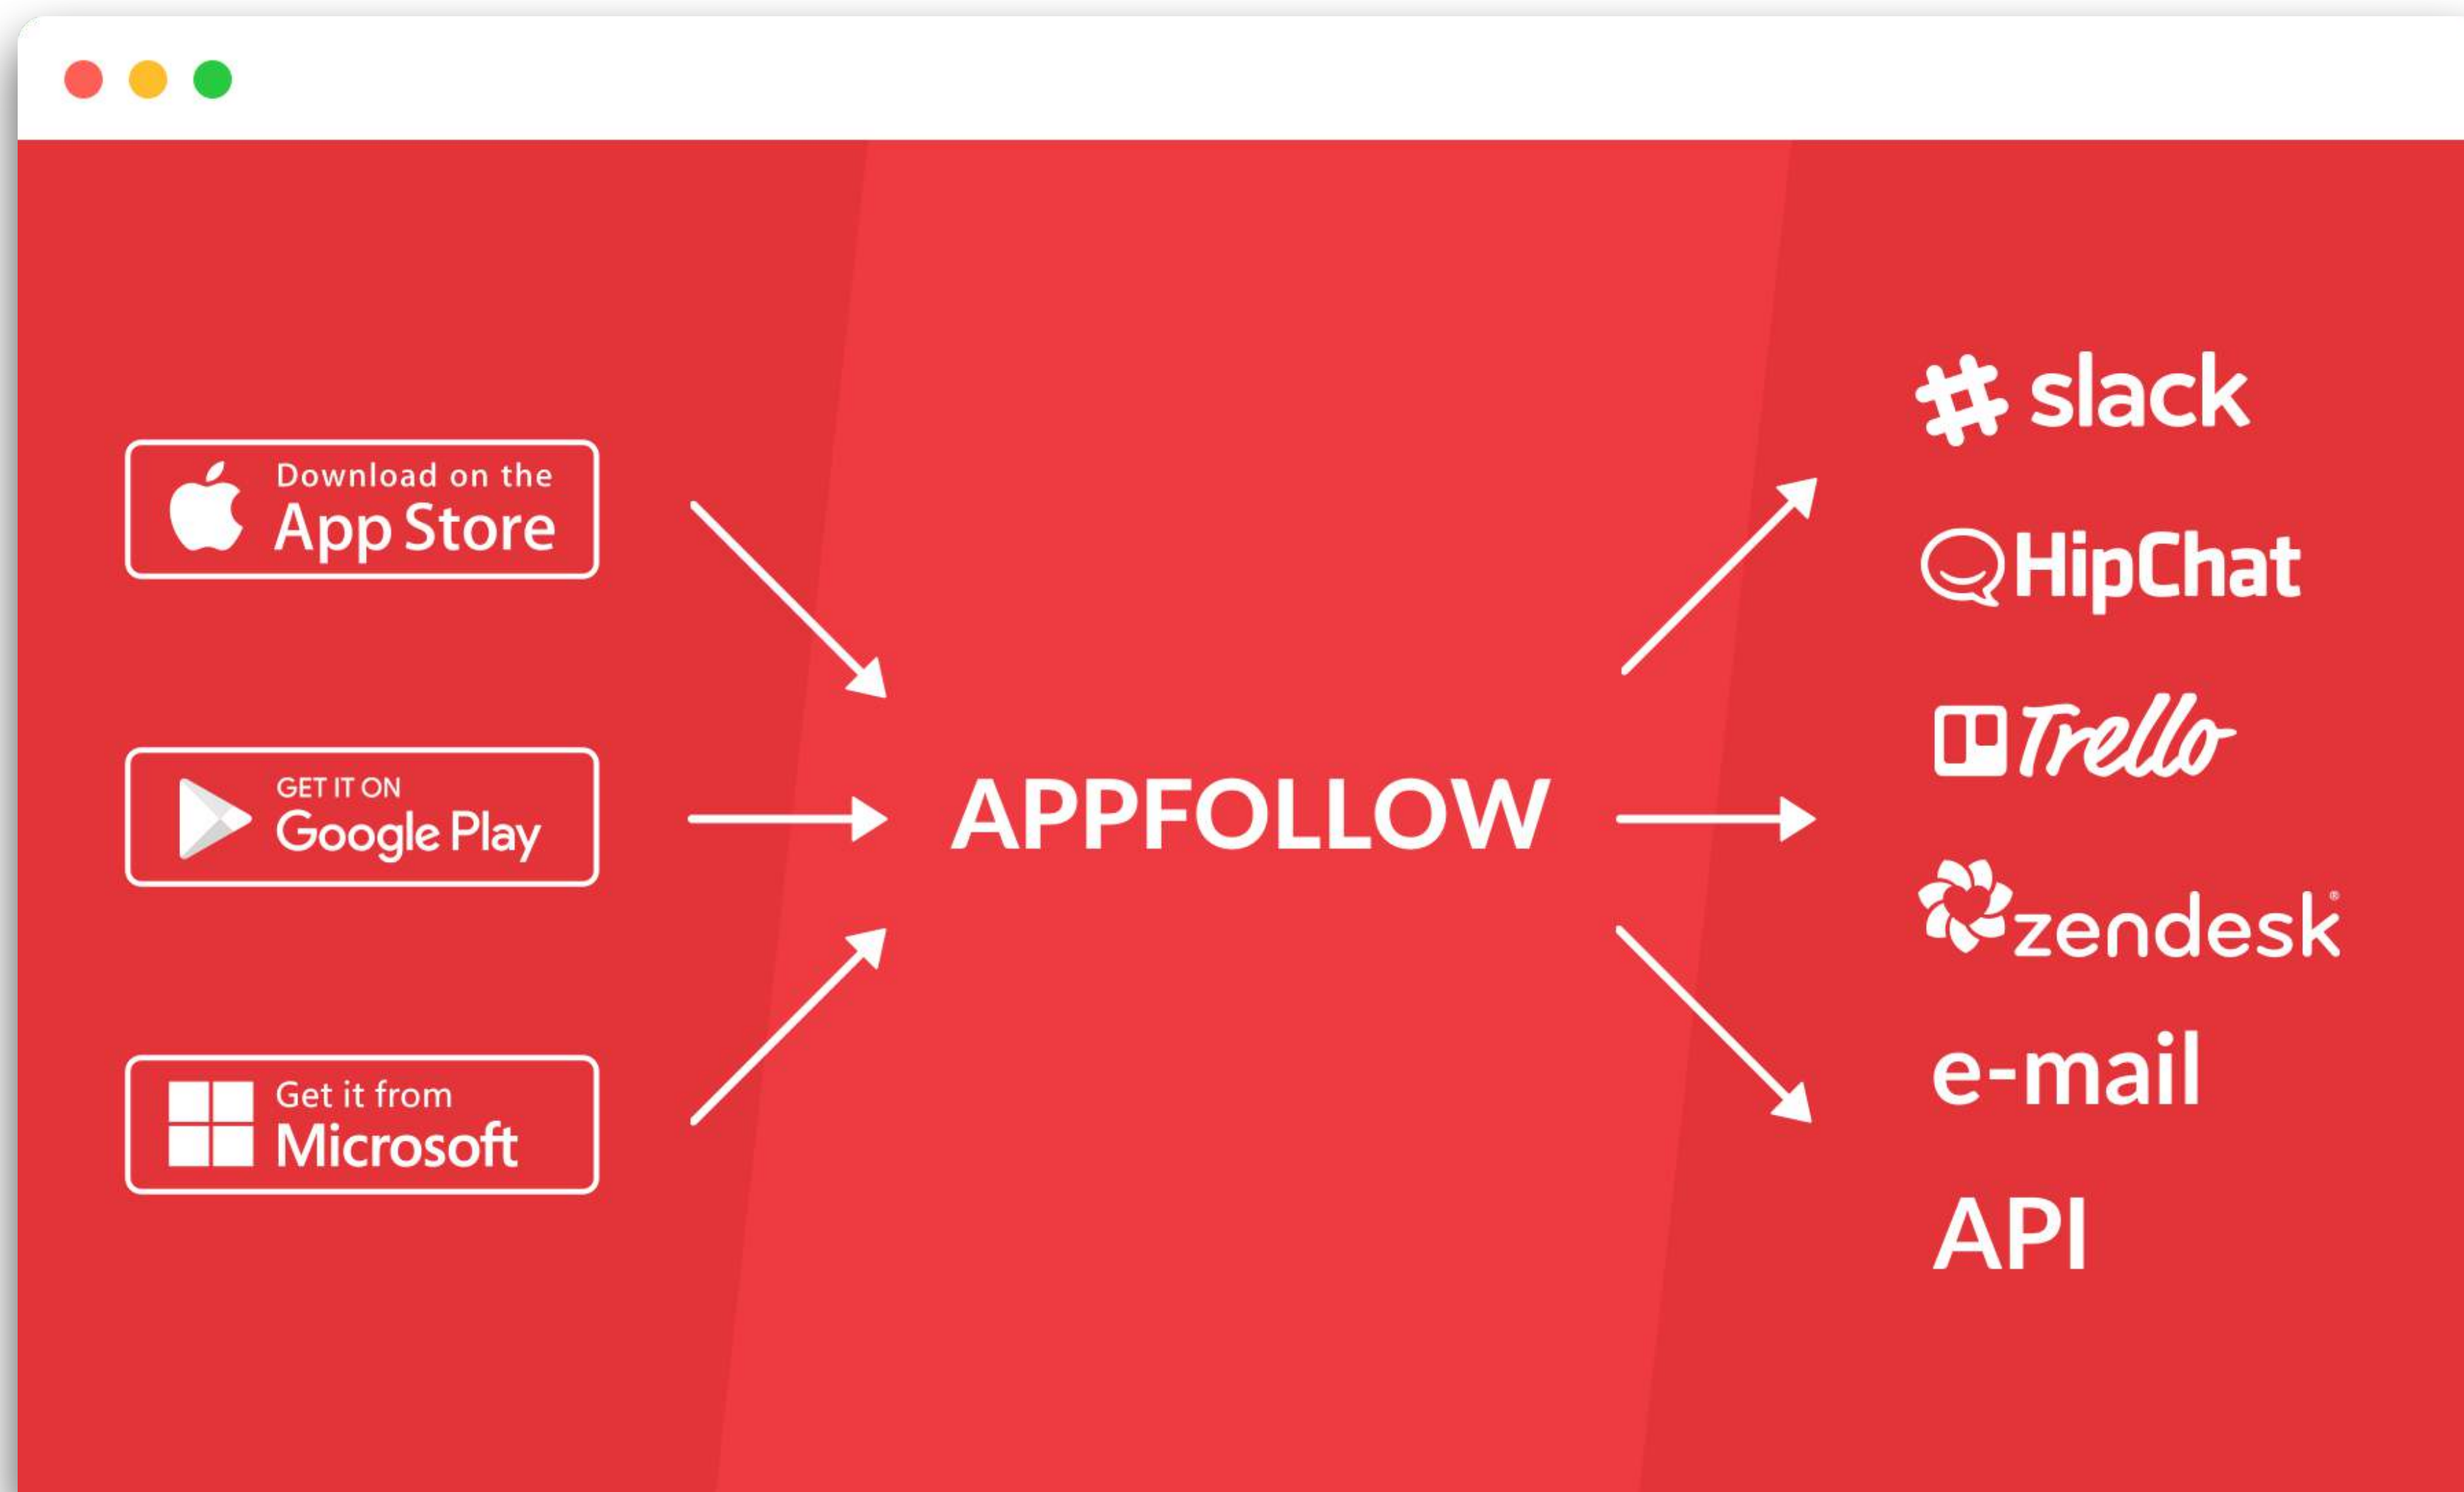 Download on the
App Store
GET IT ON
Google Play
Get it from
Microsoft
APPFOLLOW
slack
HipChat
Trello
zendesk®
e-mail
API